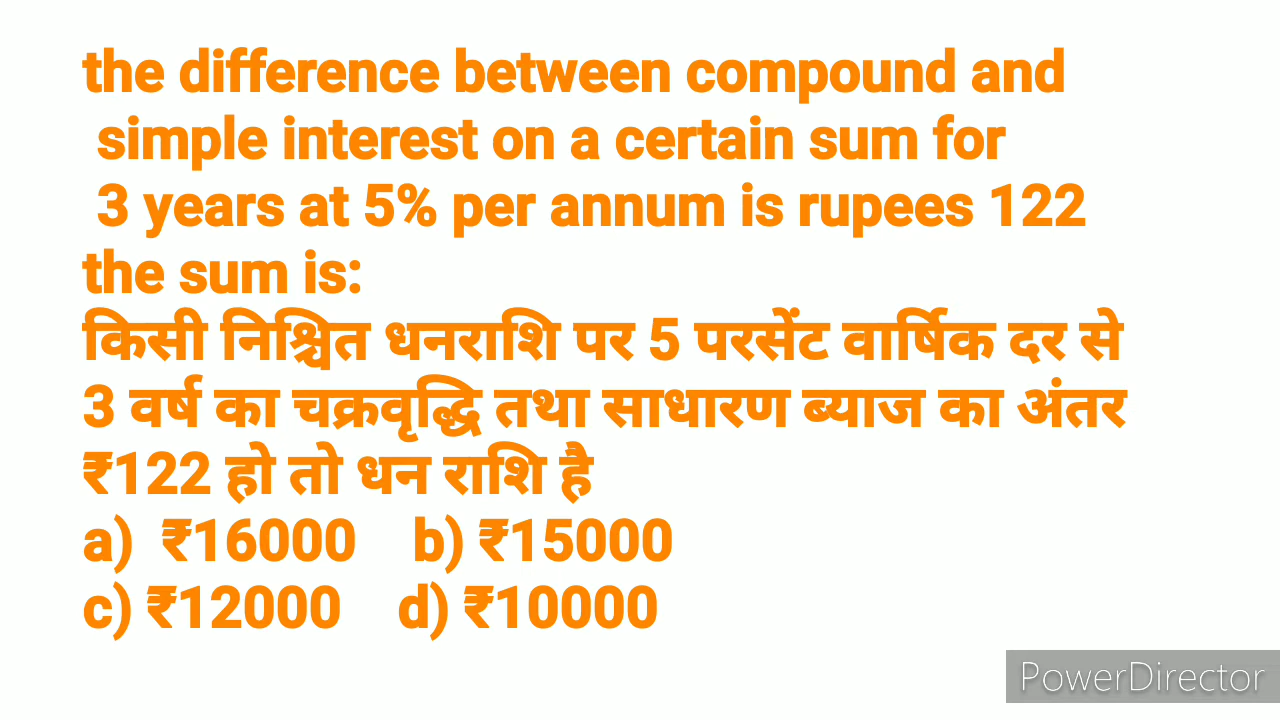 the difference between compound and
simple interest on a certain sum for
3 years at 5% per annum is rupees 122
the sum is:
किसी निश्चित धनराशि पर 5 परसेंट वार्षिक दर से
3 वर्ष का चक्रवृद्धि तथा साधारण ब्याज का अंतर
₹122 हो तो धन राशि है
a) ₹16000 b) ₹15000
c) ₹12000 d) ₹10000
PowerDirector